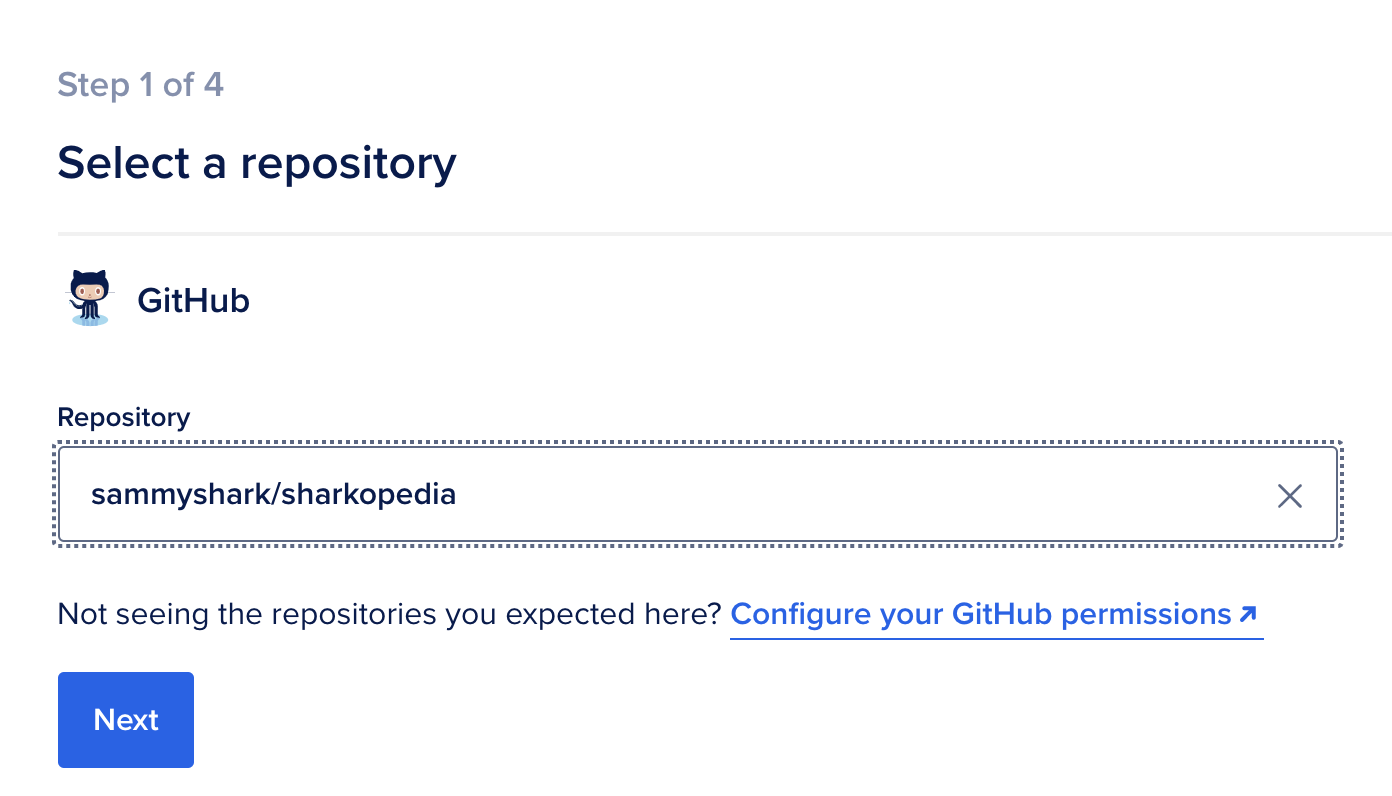 Step 1 of 4
Select a repository
GitHub
Repository
sammyshark/sharkopedia
Not seeing the repositories you expected here? Configure your GitHub permissions
Next